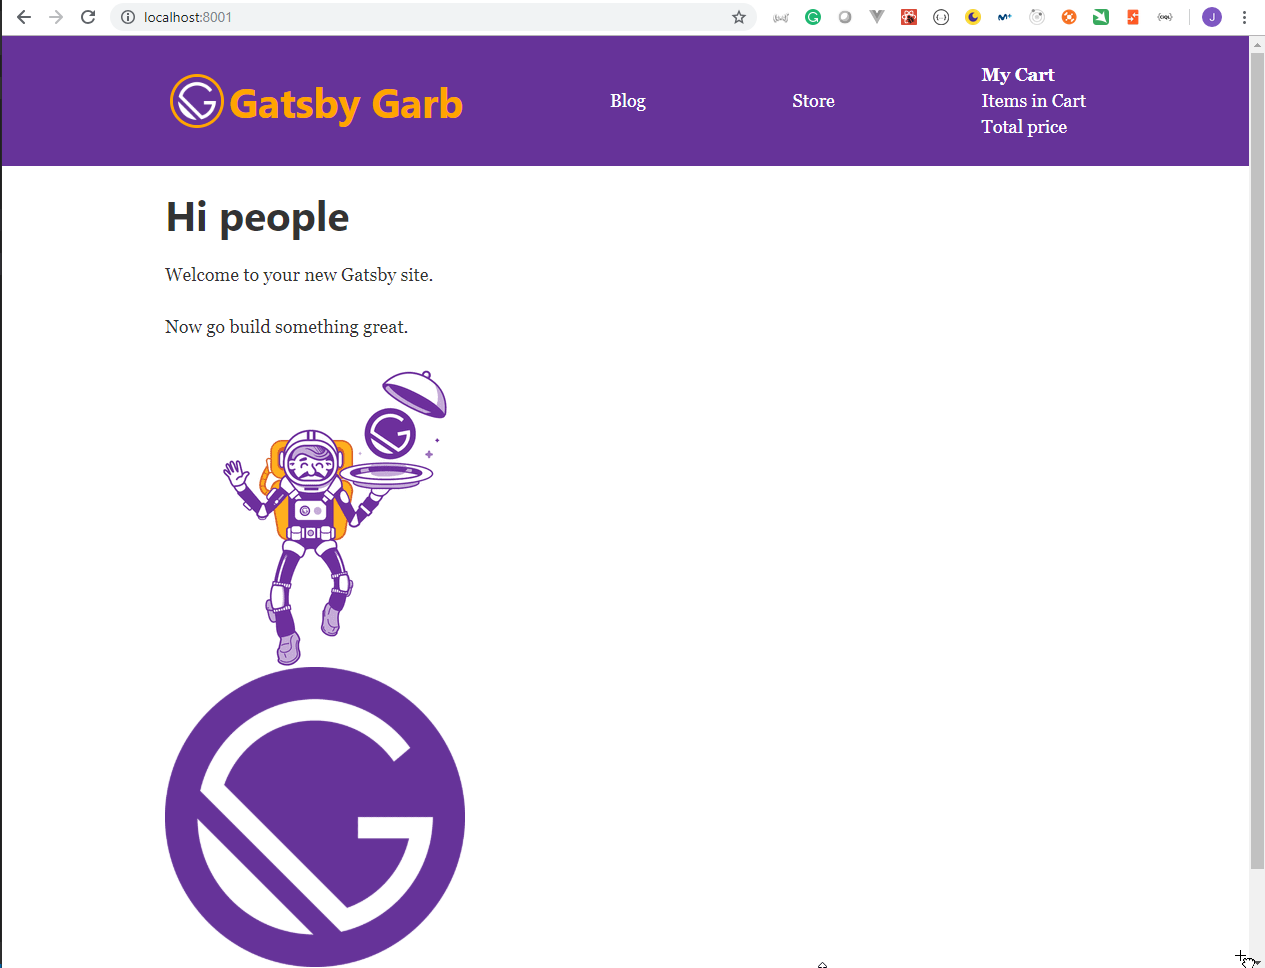 localhost:8001
J
Gatsby Garb
Blog
Store
My Cart
Items in Cart
Total price
Hi people
Welcome to your new Gatsby site.
Now go build something great.